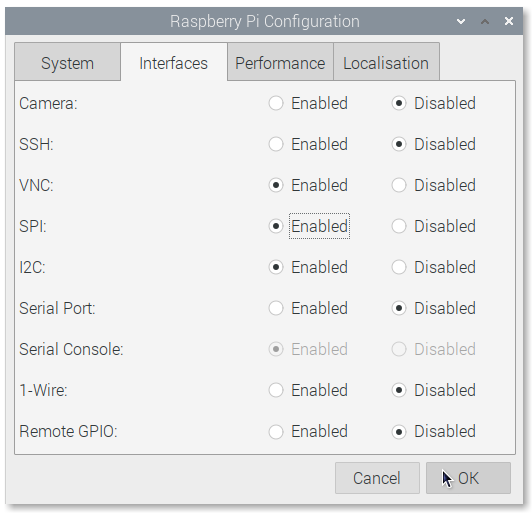 Raspberry Pi Configuration
System Interfaces Performance Localisation
Camera: Enabled Disabled
SSH: Enabled Disabled
VNC: Enabled Disabled
SPI: Enabled Disabled
I2C: Enabled Disabled
Serial Port: Enabled Disabled
Serial Console: Enabled Disabled
1-Wire: Enabled Disabled
Remote GPIO: Enabled Disabled
Cancel OK